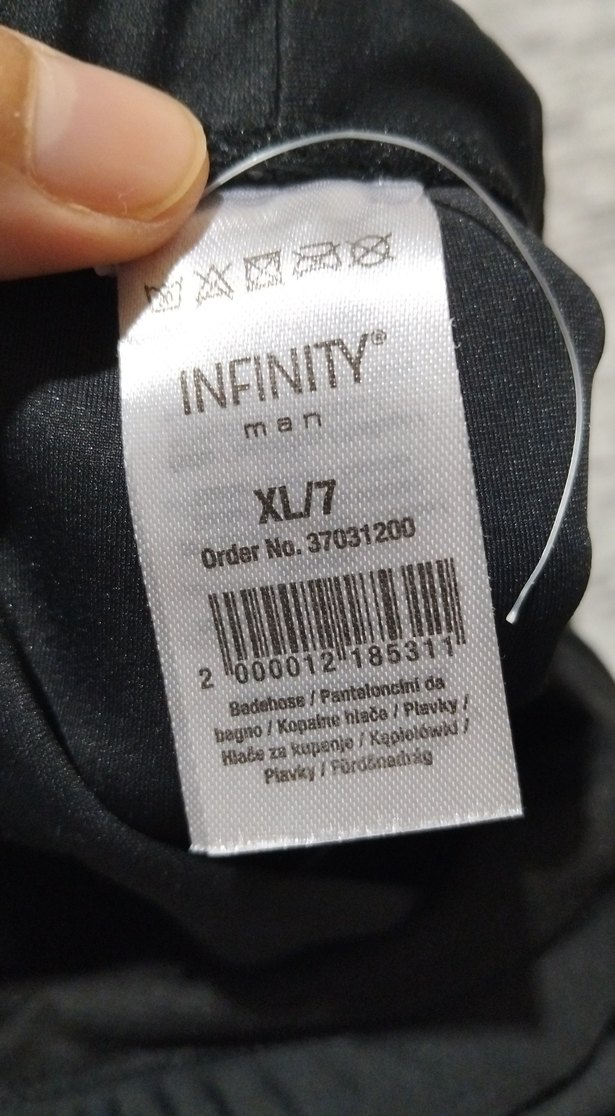 INFINITY®
man
XL/7
Order No. 37031200
2 000012 185311
Badehose / Pantaloncini da
bagno / Kopalne hlače / Plavky /
Hlače za kupanje / Kąpielówki /
Plavky / Fürdőnadrág